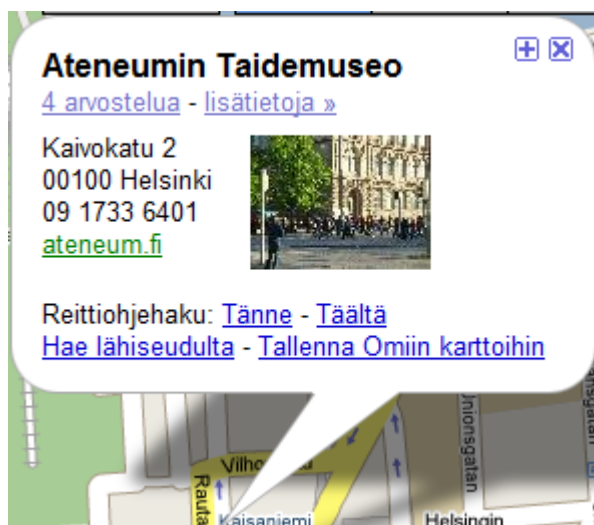 Ateneumin Taidemuseo
4 arvostelua - lisätietoja »
Kaivokatu 2
00100 Helsinki
09 1733 6401
ateneum.fi
Reittiohjehaku: Tänne - Täältä
Hae lähiseudulta - Tallenna Omiin karttoihin
Unionsgatan
Kaisaniemi
Helsingin